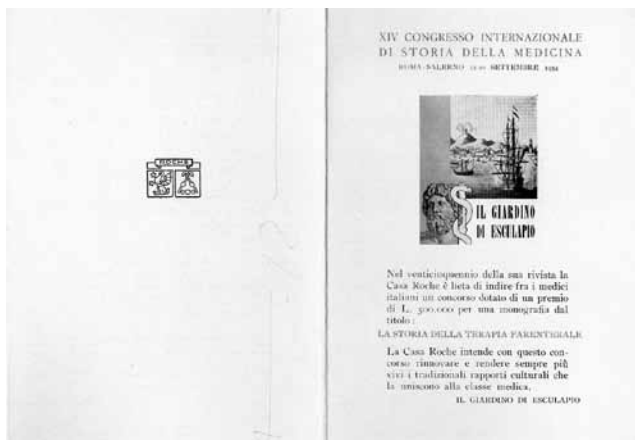 ROCHE
XIV CONGRESSO INTERNAZIONALE
DI STORIA DELLA MEDICINA
ROMA-SALERNO SETTEMBRE 1954
IL GIARDINO
DI ESCULAPIO
Nel venticinquennio della sua rivista la
Casa Roche è lieta di indire fra i medici
italiani un concorso dotato di un premio
di L. 500.000 per una monografia dal
titolo:
LA STORIA DELLA TERAPIA PARENTERALE
La Casa Roche intende con questo con-
corso rinnovare e rendere sempre più
vivi i tradizionali rapporti culturali che
la uniscono alla classe medica.
IL GIARDINO DI ESCULAPIO